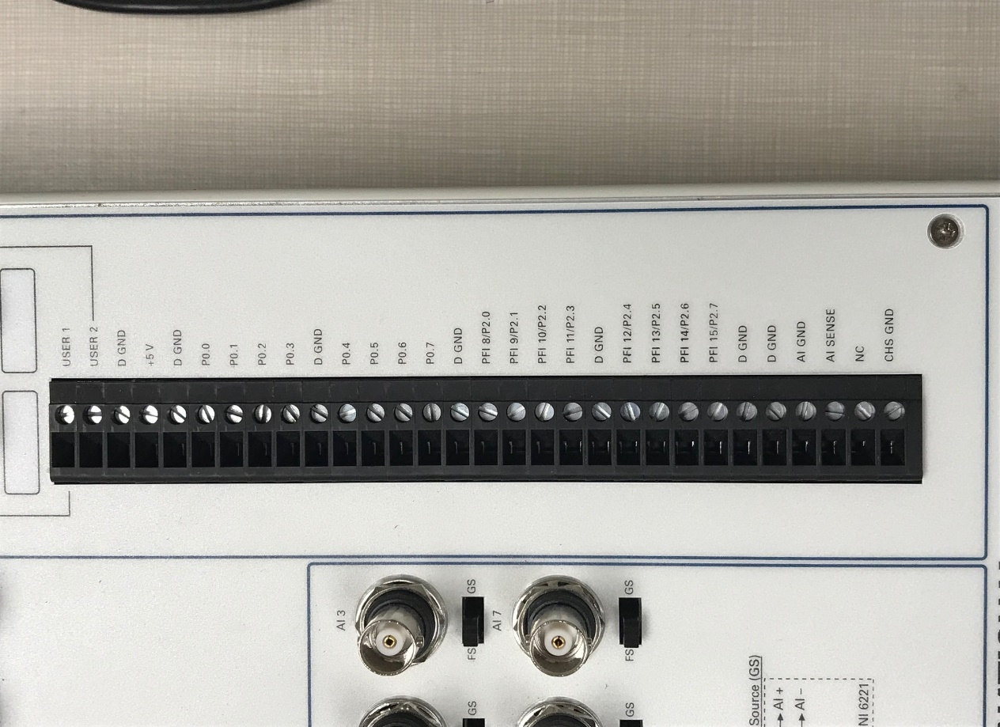 USER 1
USER 2
D GND
+5 V
D GND
P0.0
P0.1
P0.2
P0.3
D GND
P0.4
P0.5
P0.6
P0.7
D GND
PFI 8/P2.0
PFI 9/P2.1
PFI 10/P2.2
PFI 11/P2.3
D GND
PFI 12/P2.4
PFI 13/P2.5
PFI 14/P2.6
PFI 15/P2.7
D GND
D GND
AI GND
AI SENSE
NC
CHS GND
AI 3
GS
FS
AI 7
GS
FS
GS
GS
Source (GS)
AI +
AI –
NI 6221